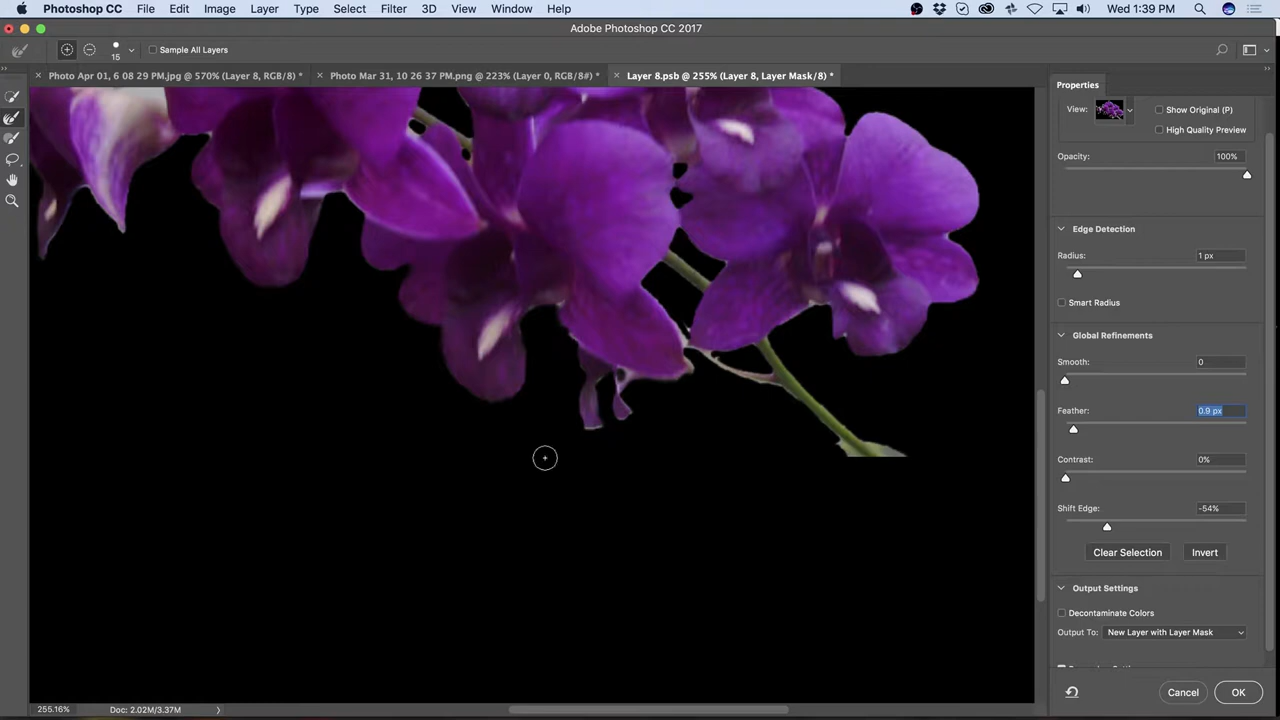 Photoshop CC File Edit Image Layer Type Select Filter 3D View Window Help Wed 1:39 PM
Adobe Photoshop CC 2017
15 Sample All Layers
× Photo Apr 01, 6 08 29 PM.jpg @ 570% (Layer 8, RGB/8) * × Photo Mar 31, 10 26 37 PM.png @ 223% (Layer 0, RGB/8#) * × Layer 8.psb @ 255% (Layer 8, Layer Mask/8) *
Properties
View: Show Original (P)
High Quality Preview
Opacity: 100%
Edge Detection
Radius: 1 px
Smart Radius
Global Refinements
Smooth: 0
Feather: 0.9 px
Contrast: 0%
Shift Edge: -54%
Clear Selection Invert
Output Settings
Decontaminate Colors
Output To: New Layer with Layer Mask
Cancel OK
255.16% Doc: 2.02M/3.37M